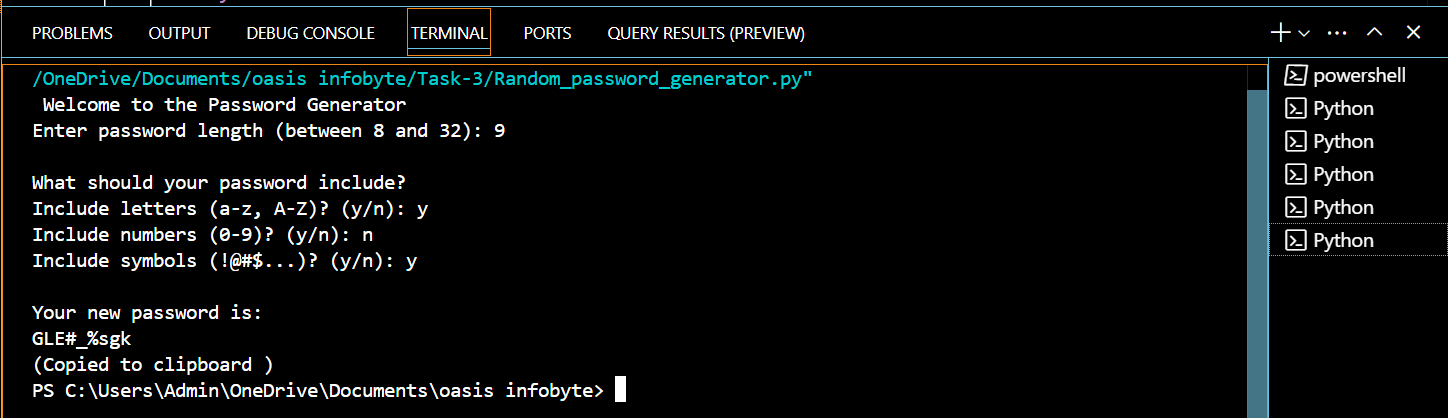 PROBLEMS OUTPUT DEBUG CONSOLE TERMINAL PORTS QUERY RESULTS (PREVIEW)
/OneDrive/Documents/oasis infobyte/Task-3/Random_password_generator.py"
Welcome to the Password Generator
Enter password length (between 8 and 32): 9
What should your password include?
Include letters (a-z, A-Z)? (y/n): y
Include numbers (0-9)? (y/n): n
Include symbols (!@#$...)? (y/n): y
Your new password is:
GLE#_%sgk
(Copied to clipboard )
PS C:\Users\Admin\OneDrive\Documents\oasis infobyte>
powershell
Python
Python
Python
Python
Python